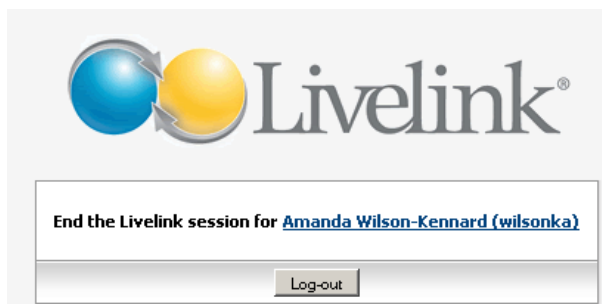 Livelink®
End the Livelink session for Amanda Wilson-Kennard (wilsonka)
Log-out